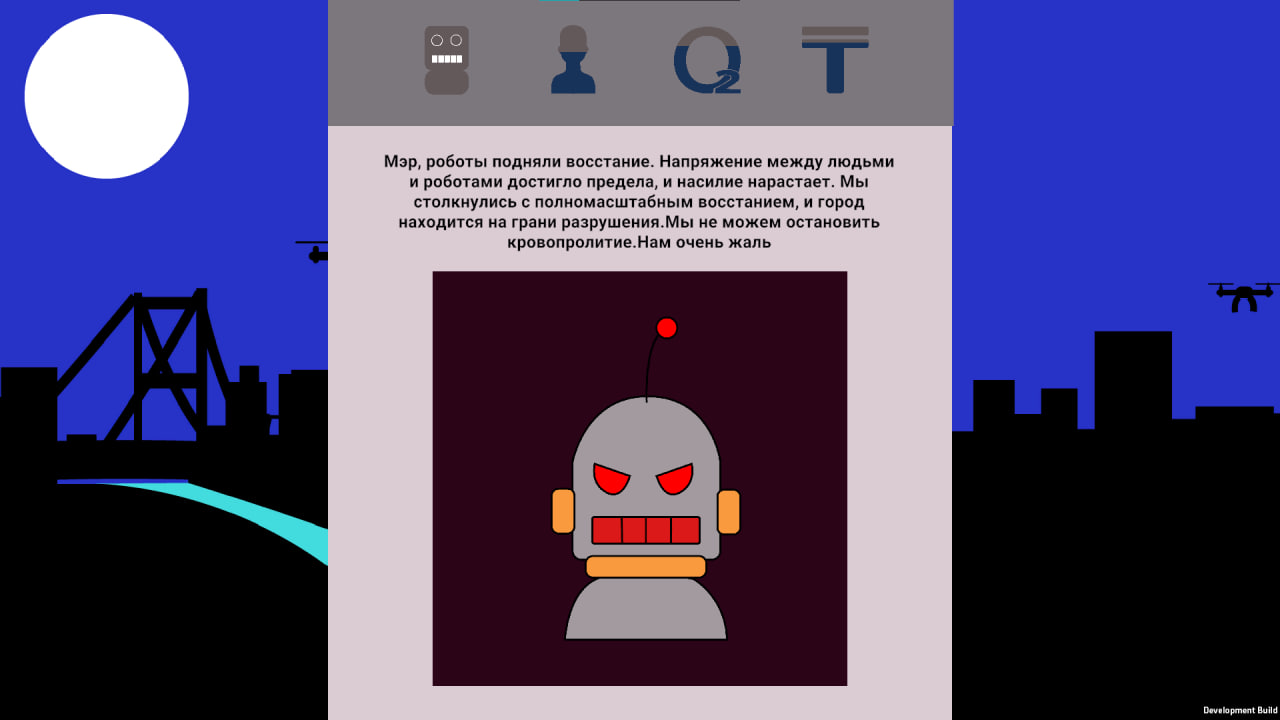 O2 T
Мэр, роботы подняли восстание. Напряжение между людьми
и роботами достигло предела, и насилие нарастает. Мы
столкнулись с полномасштабным восстанием, и город
находится на грани разрушения.Мы не можем остановить
кровопролитие.Нам очень жаль
Development Build